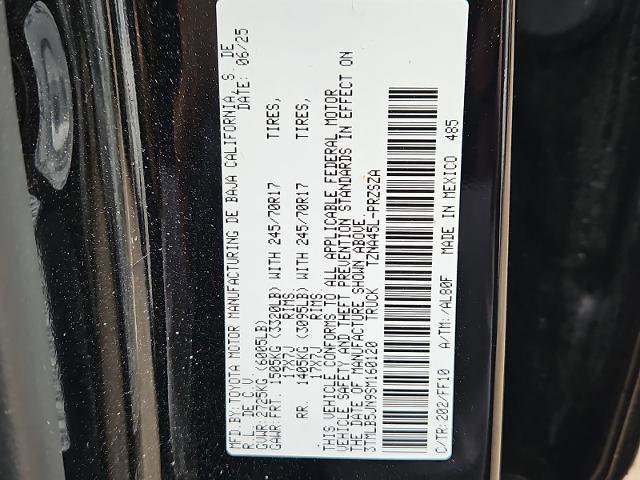 MFD.BY: TOYOTA MOTOR MANUFACTURING DE BAJA CALIFORNIA S. DE
R.L. DE C.V. DATE: 06/25
GVWR: 2725KG (6005LB)
GAWR: FRT. 1505KG (3320LB) WITH 245/70R17 TIRES,
17X7J RIMS
RR. 1405KG (3095LB) WITH 245/70R17 TIRES,
17X7J RIMS
THIS VEHICLE CONFORMS TO ALL APPLICABLE FEDERAL MOTOR
VEHICLE SAFETY AND THEFT PREVENTION STANDARDS IN EFFECT ON
THE DATE OF MANUFACTURE SHOWN ABOVE.
3TMLB5JN9SM160120 TRUCK TZNA45L-PRZSZA
C/TR: 202/FF10 A/TM: /AL80F MADE IN MEXICO 485